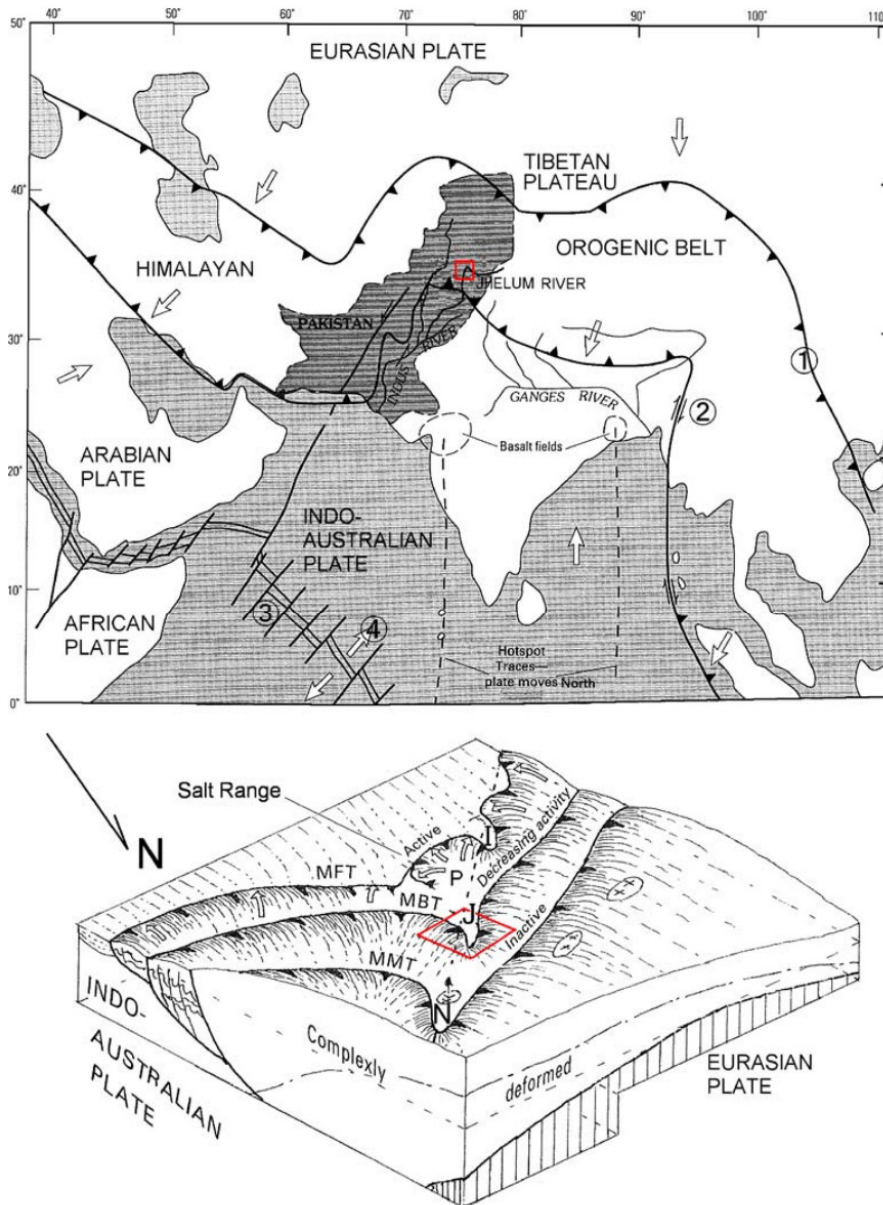 50°
50°
60°
70°
80°
90°
100°
110
EURASIAN PLATE
TIBETAN
PLATEAU
40°
OROGENIC BELT
HIMALAYAN
JHELUM RIVER
PAKISTAN
30°
INDUS RIVER
①
GANGES RIVER
②
Basalt fields
ARABIAN
PLATE
20°
INDO-
AUSTRALIAN
PLATE
10°
③
④
AFRICAN
PLATE
Hotspot
Traces
plate moves North
0°
Salt Range
N
Active
MFT
I
Decreasing activity
P
MBT
J
Inactive
MMT
N
INDO-
AUSTRALIAN
PLATE
Complexly
deformed
EURASIAN
PLATE